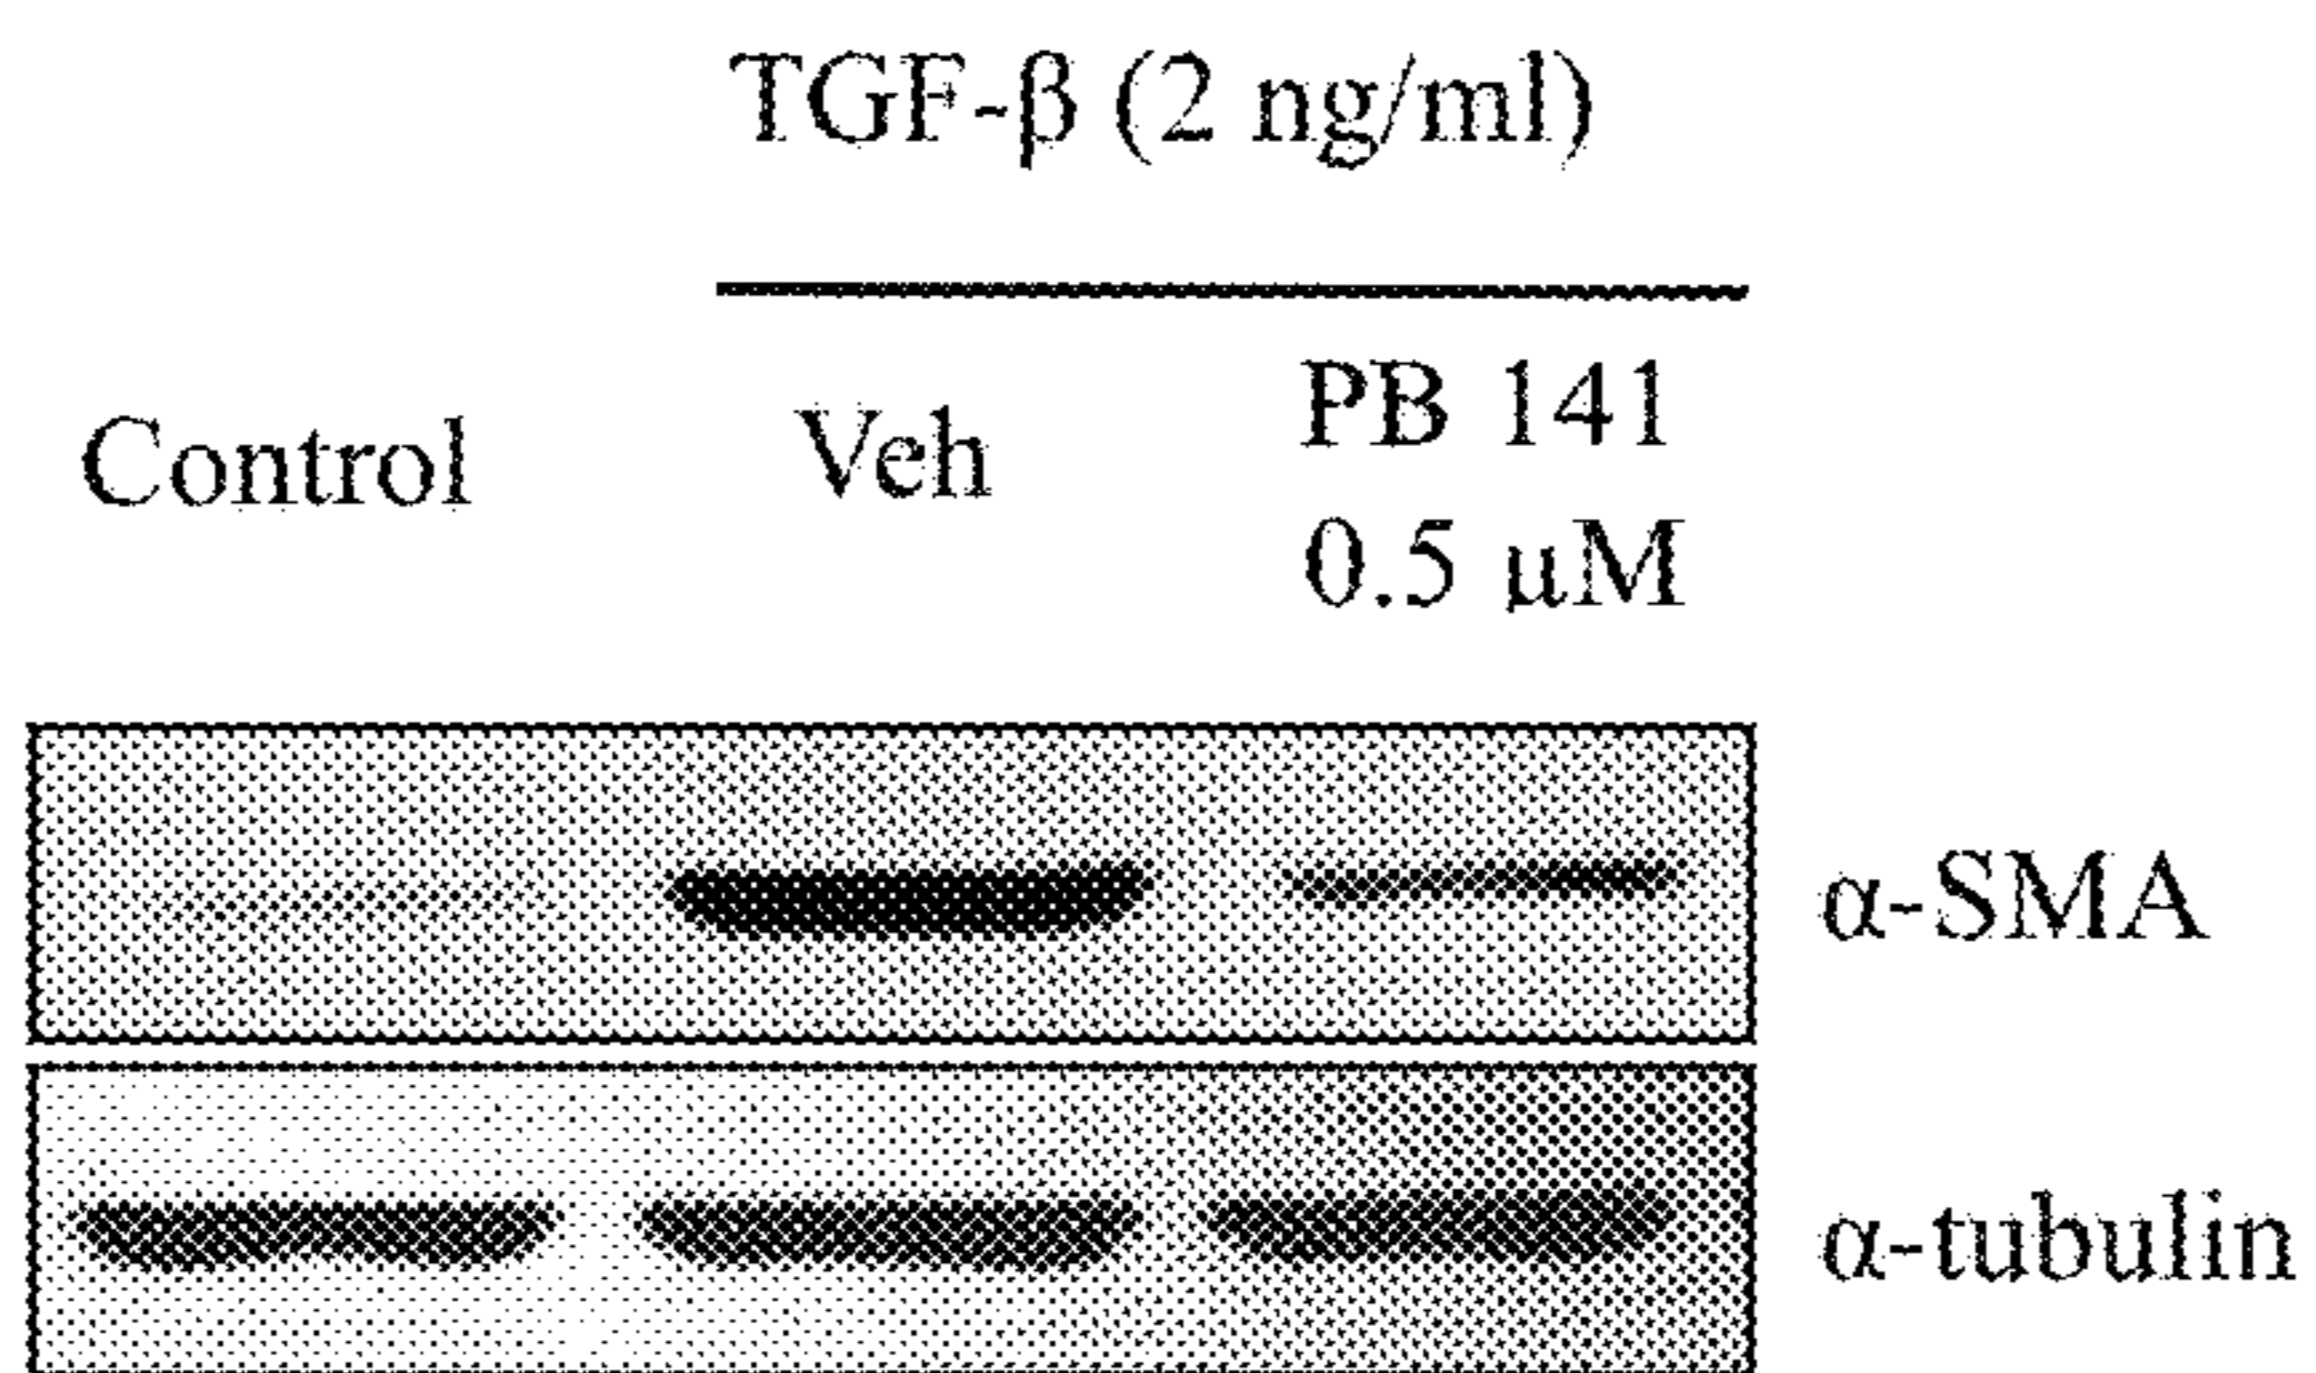 TGF-β (2 ng/ml)
Control
Veh
PB 141
0.5 µM
α-SMA
α-tubulin